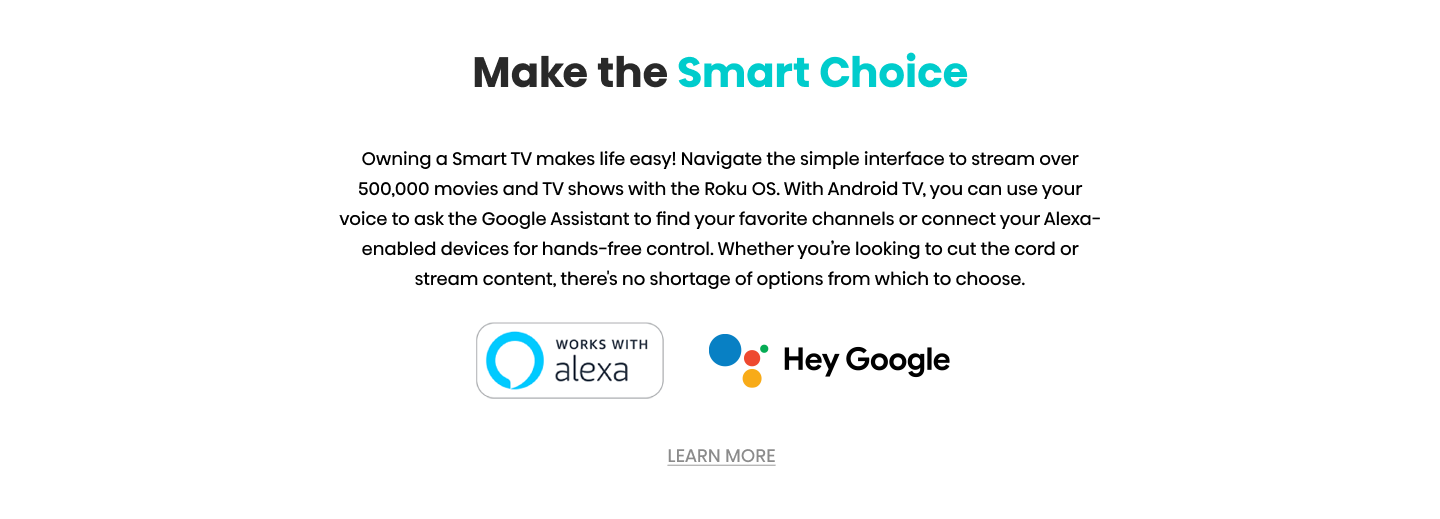 Make the Smart Choice
Owning a Smart TV makes life easy! Navigate the simple interface to stream over
500,000 movies and TV shows with the Roku OS. With Android TV, you can use your
voice to ask the Google Assistant to find your favorite channels or connect your Alexa-
enabled devices for hands-free control. Whether you’re looking to cut the cord or
stream content, there's no shortage of options from which to choose.
WORKS WITH
alexa
Hey Google
LEARN MORE